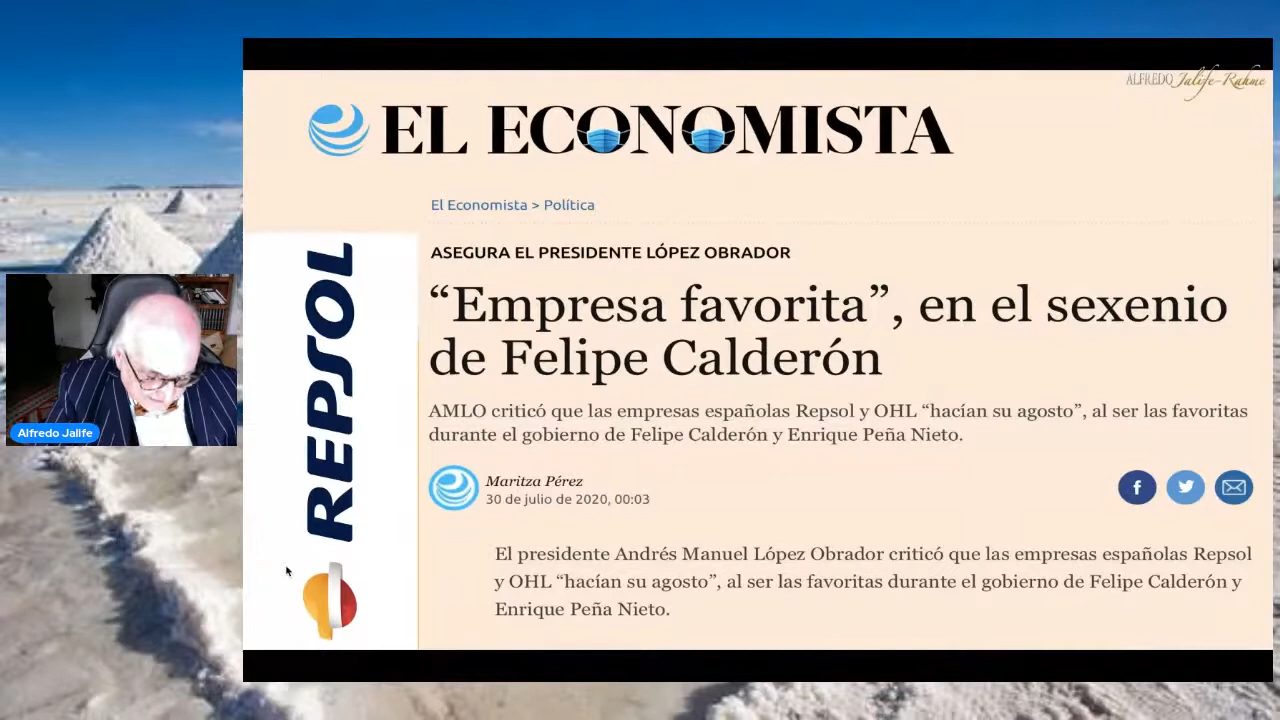 ALFREDO Jalife-Rahme
EL ECONOMISTA
El Economista > Política
ASEGURA EL PRESIDENTE LÓPEZ OBRADOR
“Empresa favorita”, en el sexenio
de Felipe Calderón
AMLO criticó que las empresas españolas Repsol y OHL “hacían su agosto”, al ser las favoritas
durante el gobierno de Felipe Calderón y Enrique Peña Nieto.
Maritza Pérez
30 de julio de 2020, 00:03
El presidente Andrés Manuel López Obrador criticó que las empresas españolas Repsol
y OHL “hacían su agosto”, al ser las favoritas durante el gobierno de Felipe Calderón y
Enrique Peña Nieto.
REPSOL
Alfredo Jalife